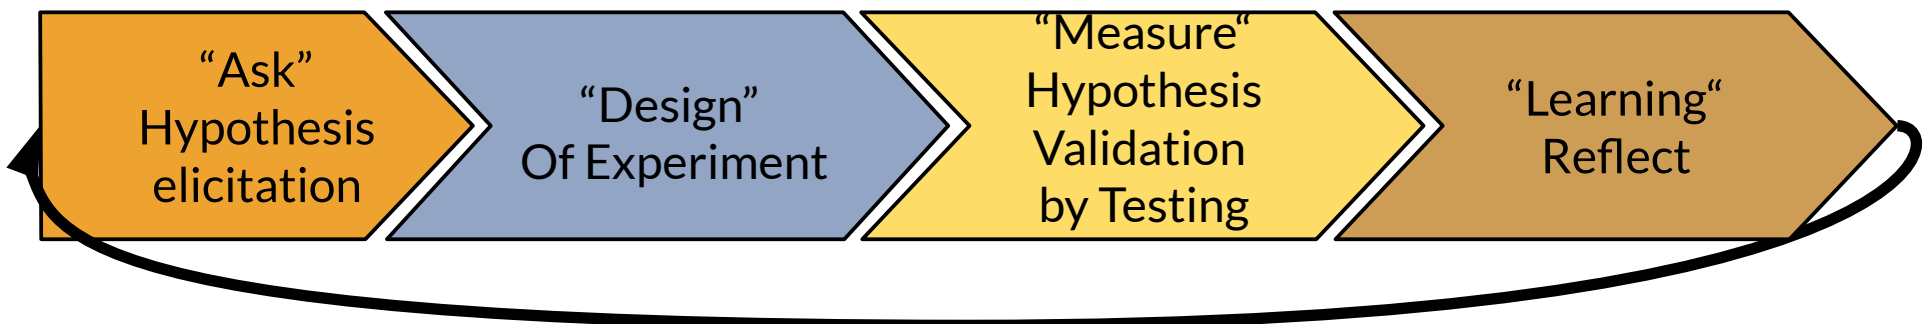 “Ask”
Hypothesis
elicitation
“Design”
Of Experiment
“Measure“
Hypothesis
Validation
by Testing
“Learning“
Reflect